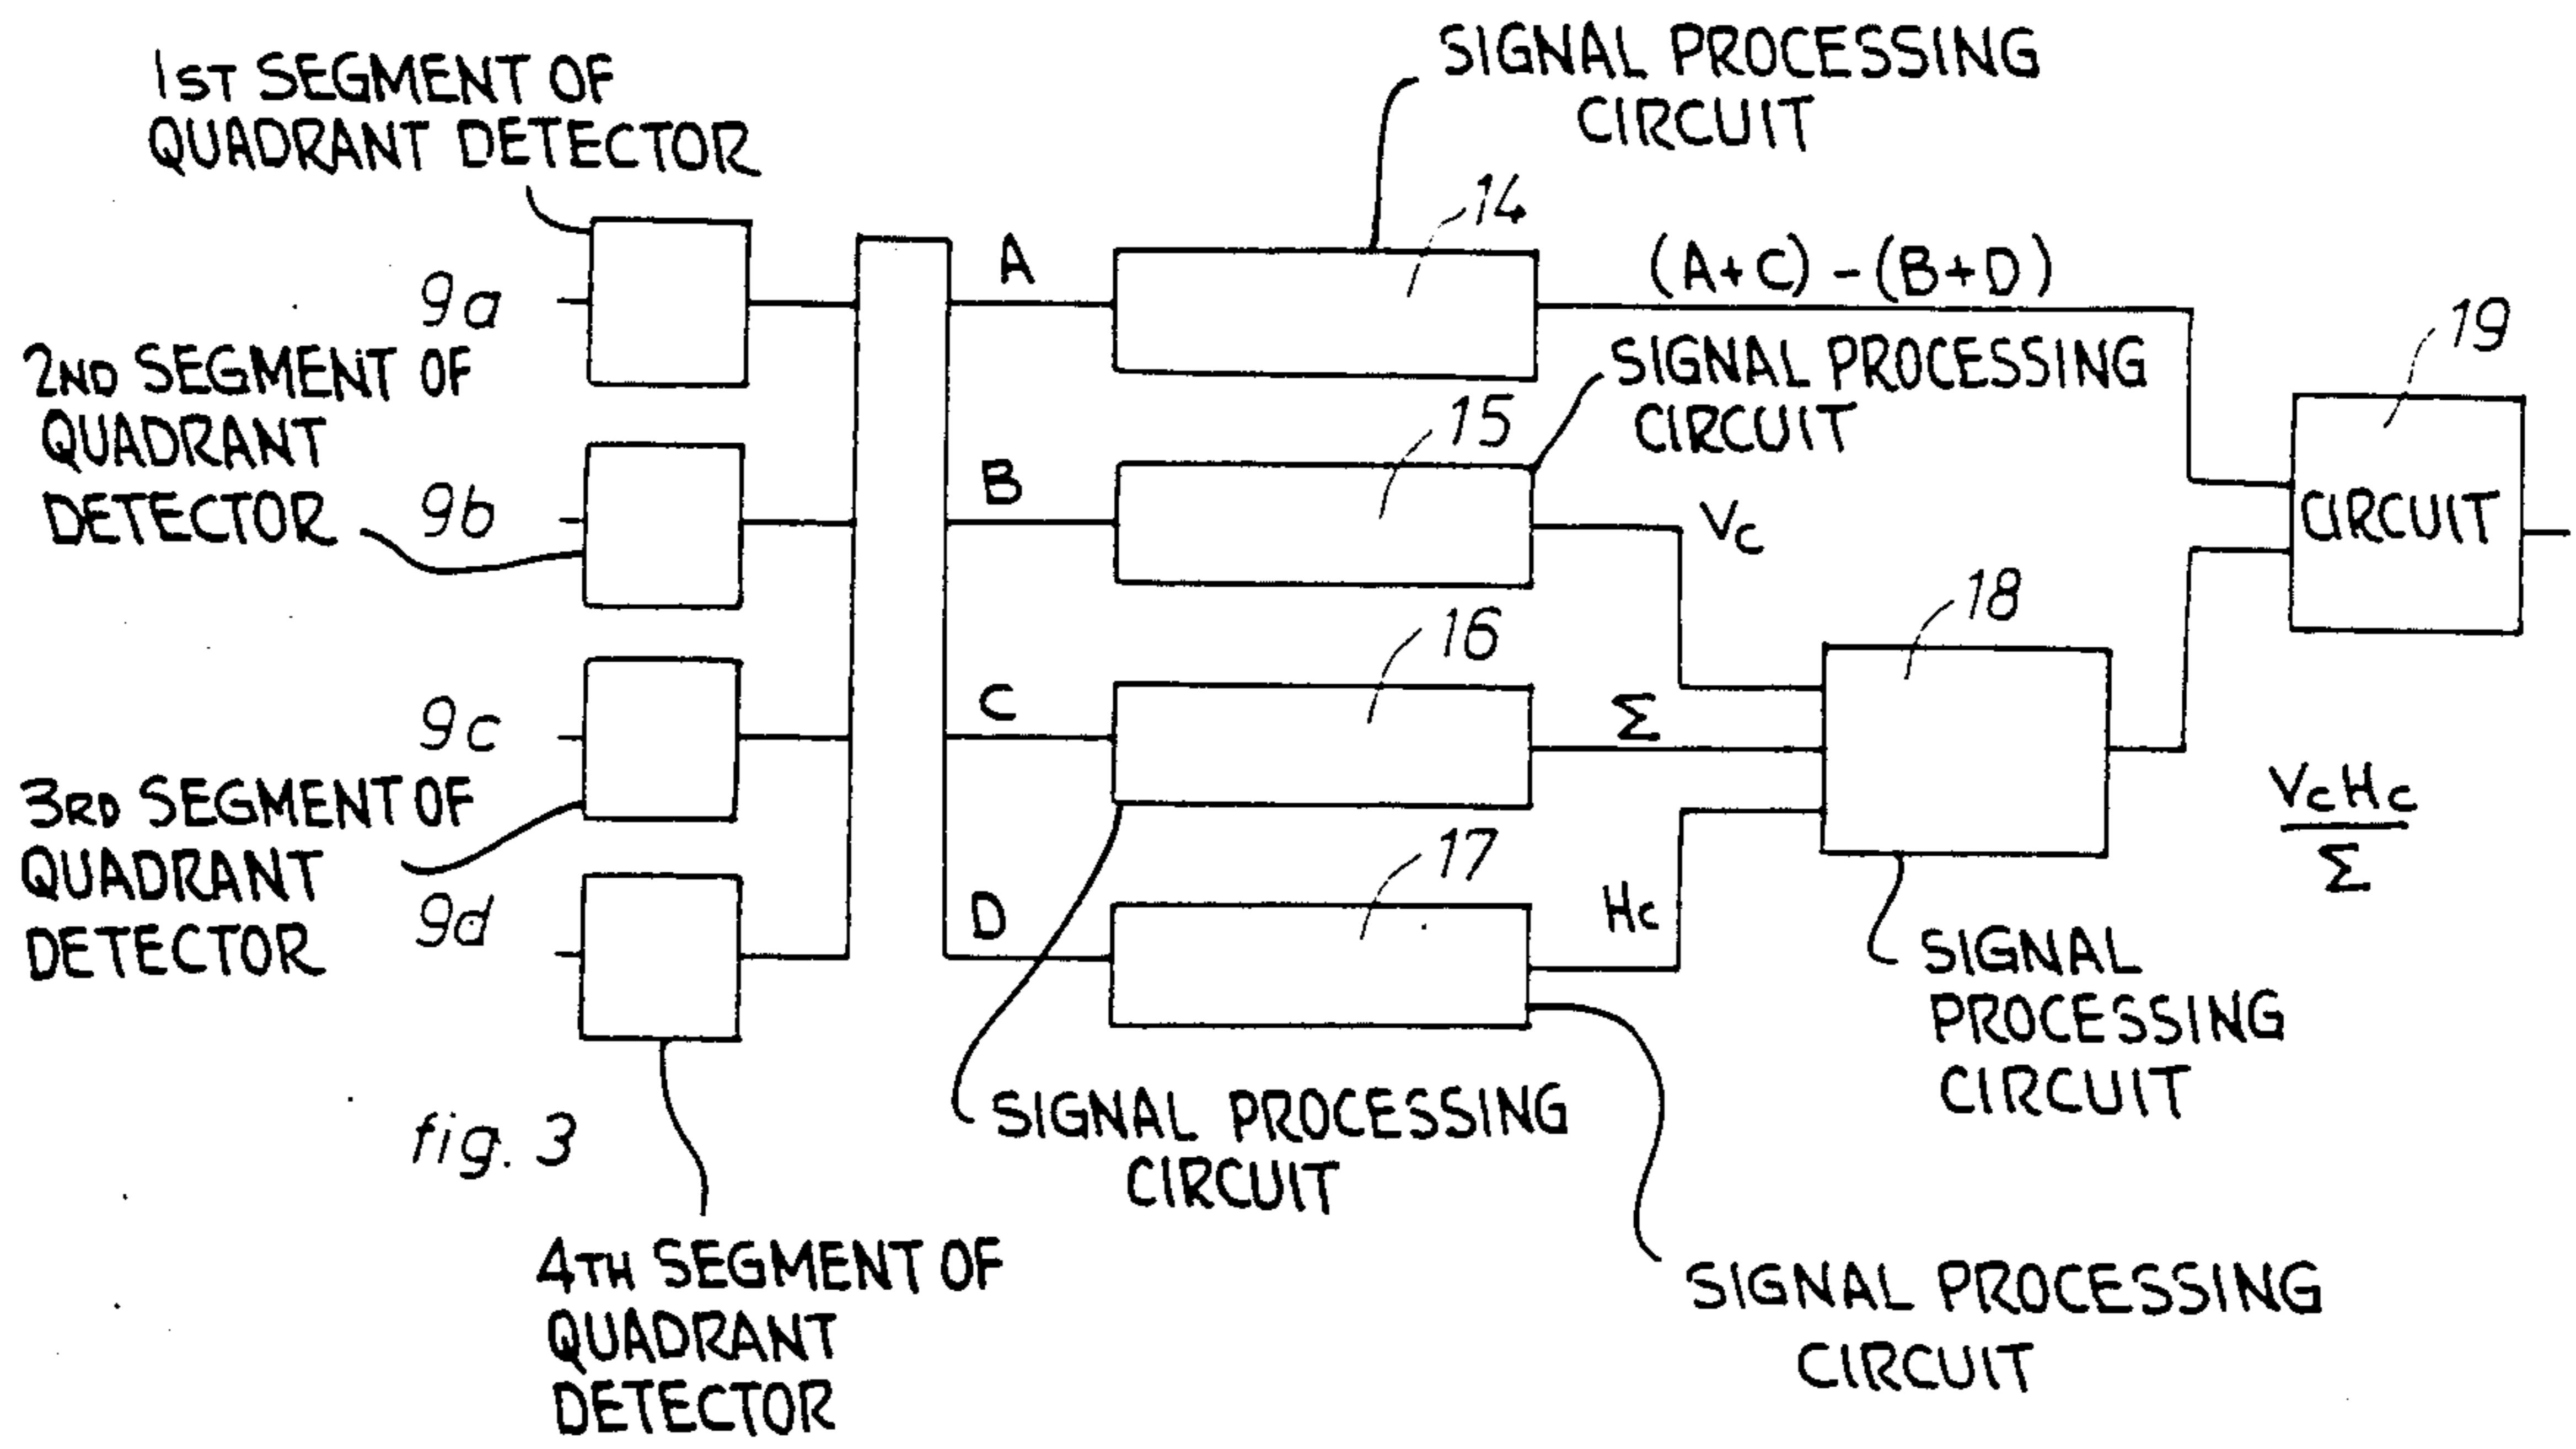 1ST SEGMENT OF
QUADRANT DETECTOR
SIGNAL PROCESSING
CIRCUIT
14
A
(A+C) - (B+D)
9a
19
2ND SEGMENT OF
QUADRANT
DETECTOR
SIGNAL PROCESSING
CIRCUIT
15
B
9b
Vc
CIRCUIT
18
16
C
Σ
9c
3RD SEGMENT OF
QUADRANT
DETECTOR
VcHc
Σ
17
D
Hc
9d
SIGNAL
PROCESSING
CIRCUIT
SIGNAL PROCESSING
CIRCUIT
fig. 3
4TH SEGMENT OF
QUADRANT
DETECTOR
SIGNAL PROCESSING
CIRCUIT